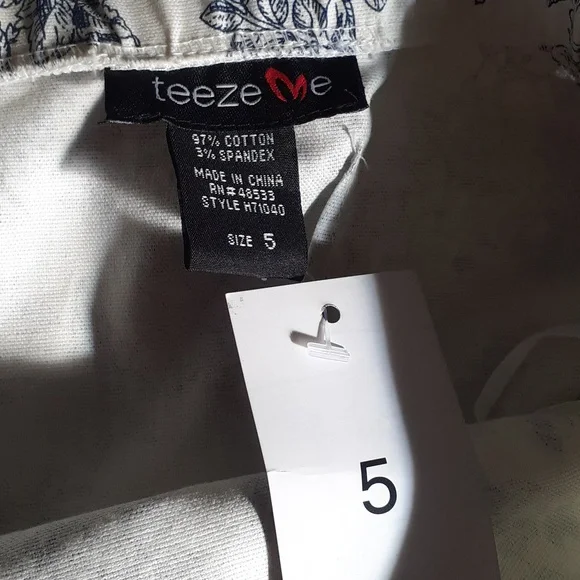 teeze Me
97% COTTON
3% SPANDEX
MADE IN CHINA
RN#48533
STYLE H71040
SIZE 5
5